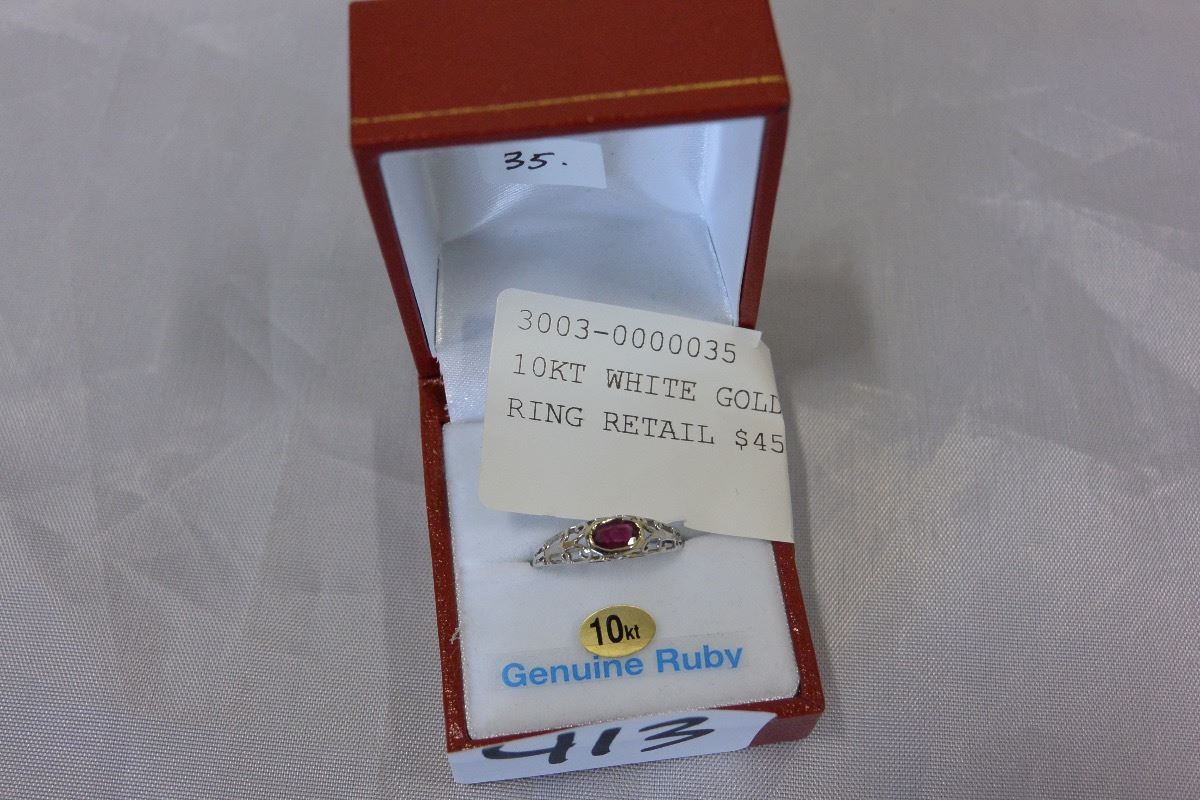 35.
3003-0000035
10KT WHITE GOLD
RING RETAIL $45
10kt
Genuine Ruby
413